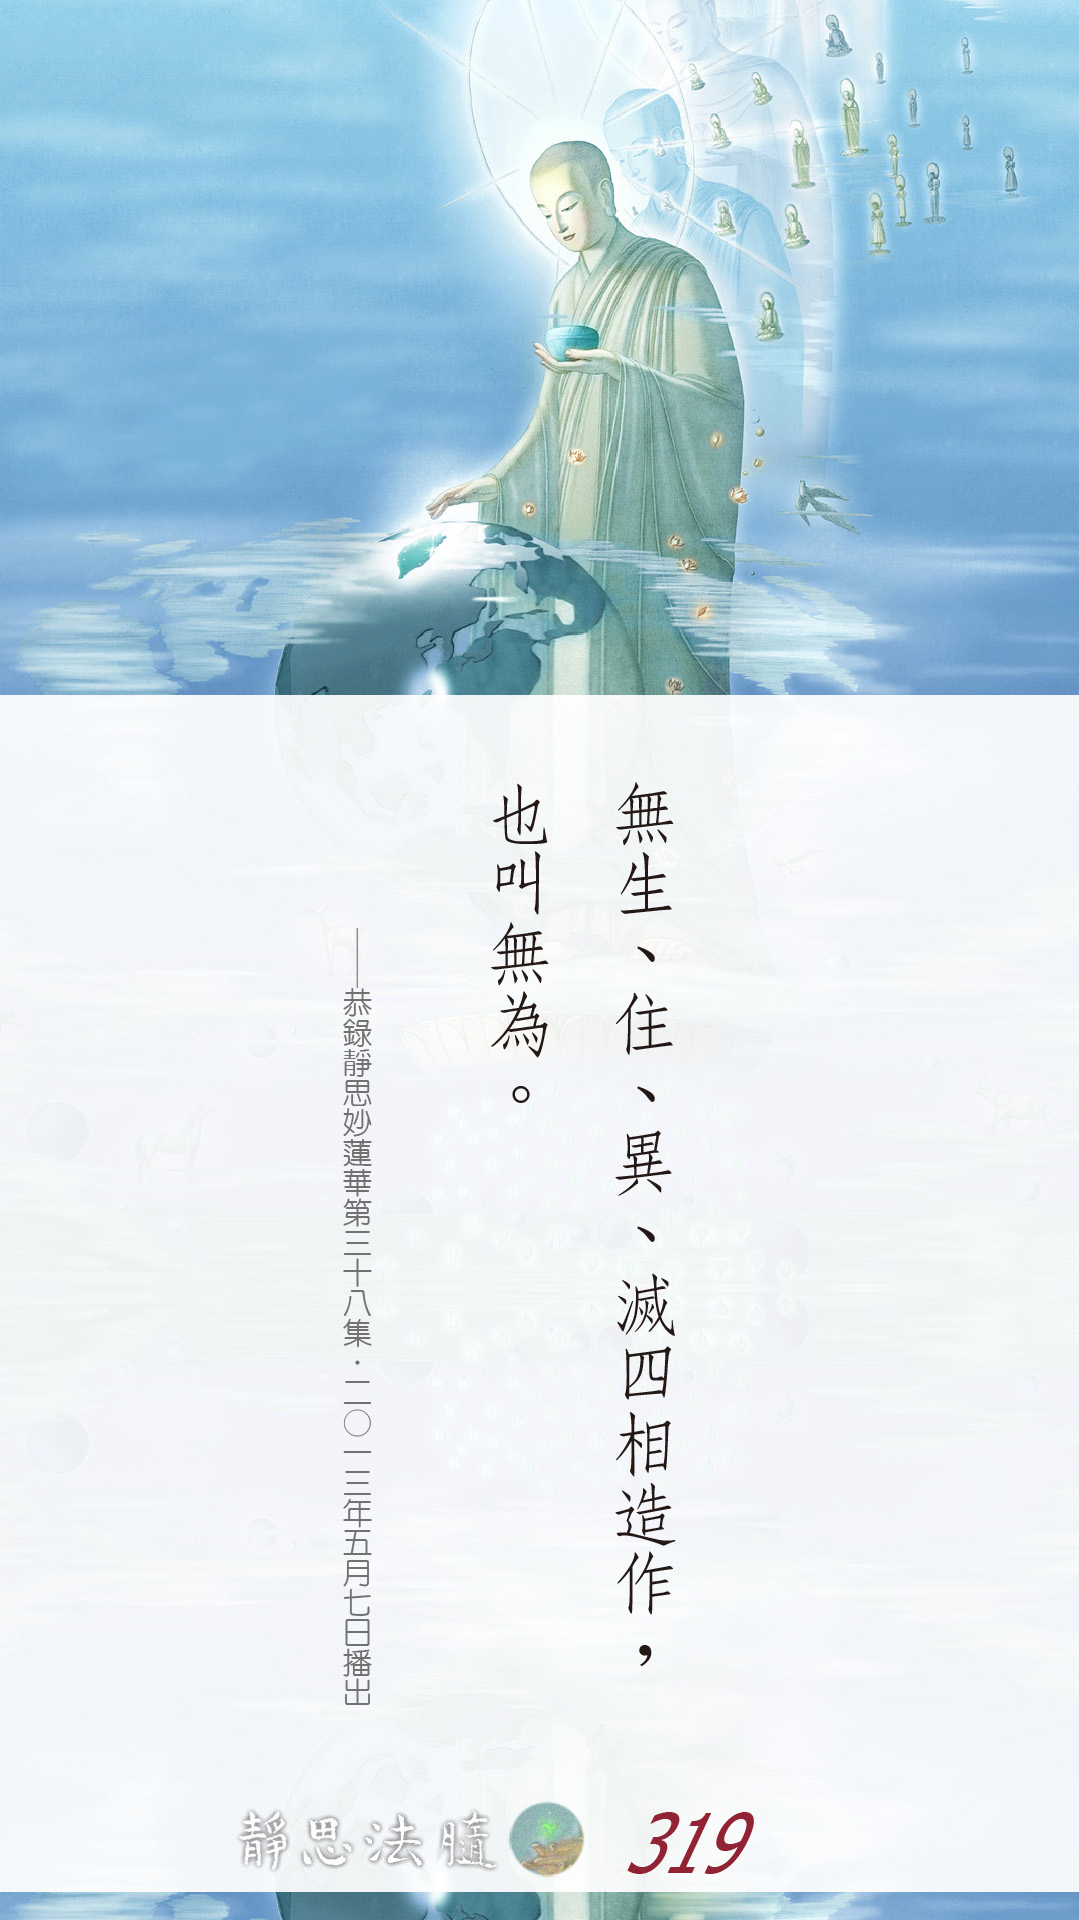 無生、住、異、滅四相造作，
也叫無為。
——恭錄靜思妙蓮華第三十八集・二〇一三年五月七日播出
靜思法髓
319